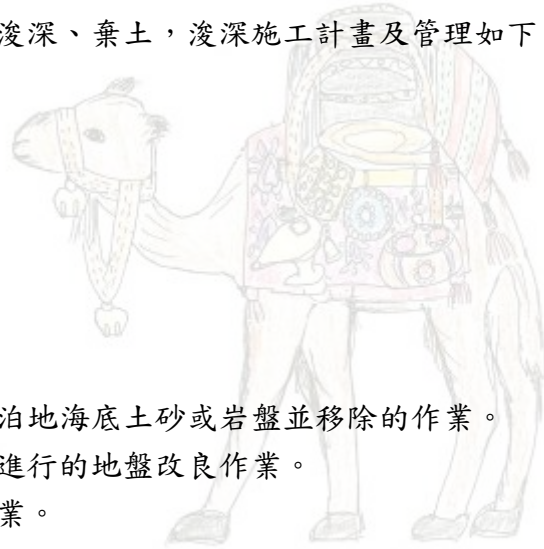 浚深、棄土，浚深施工計畫及管理如下
泊地海底土砂或岩盤並移除的作業。
進行的地盤改良作業。
業。